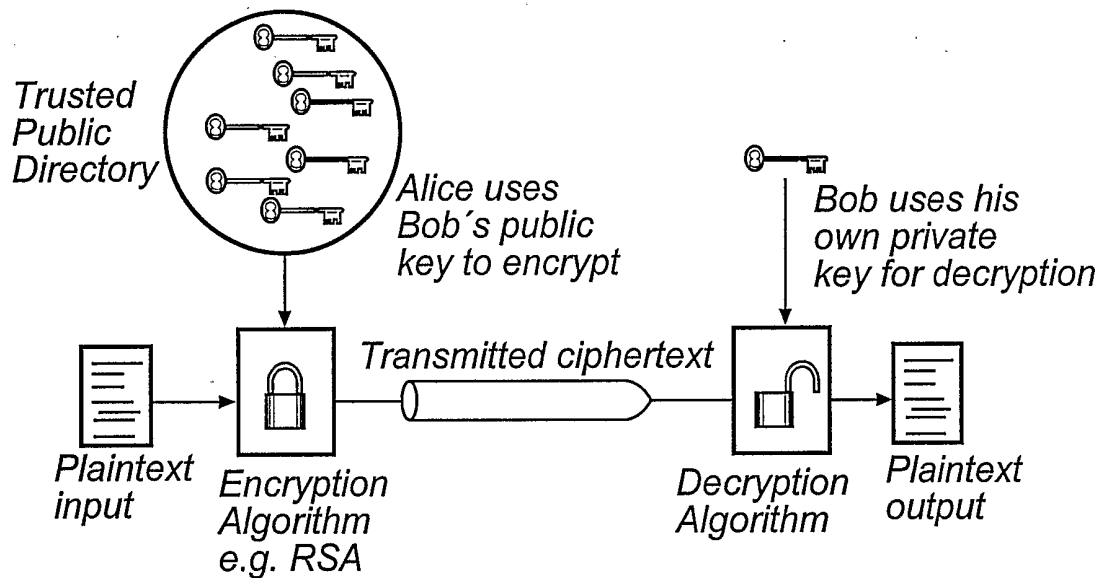 Trusted
Public
Directory
Alice uses
Bob´s public
key to encrypt
Bob uses his
own private
key for decryption
Transmitted ciphertext
Plaintext
input
Encryption
Algorithm
e.g. RSA
Decryption
Algorithm
Plaintext
output